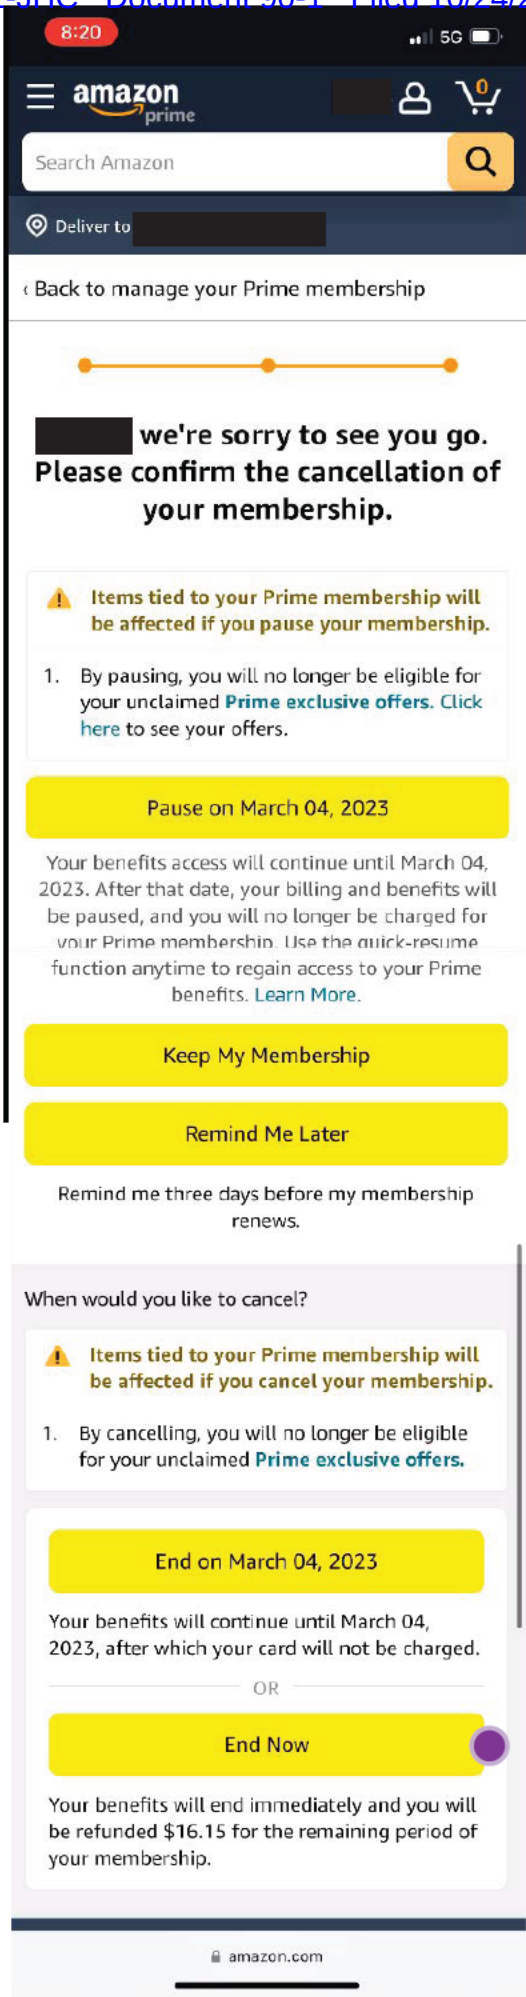 -JHC Document 90-1 Filed 10/24/2
8:20
5G
amazon
prime
0
Search Amazon
Deliver to
‹ Back to manage your Prime membership
we're sorry to see you go.
Please confirm the cancellation of
your membership.
Items tied to your Prime membership will
be affected if you pause your membership.
1. By pausing, you will no longer be eligible for
your unclaimed Prime exclusive offers. Click
here to see your offers.
Pause on March 04, 2023
Your benefits access will continue until March 04,
2023. After that date, your billing and benefits will
be paused, and you will no longer be charged for
your Prime membership. Use the quick-resume
function anytime to regain access to your Prime
benefits. Learn More.
Keep My Membership
Remind Me Later
Remind me three days before my membership
renews.
When would you like to cancel?
Items tied to your Prime membership will
be affected if you cancel your membership.
1. By cancelling, you will no longer be eligible
for your unclaimed Prime exclusive offers.
End on March 04, 2023
Your benefits will continue until March 04,
2023, after which your card will not be charged.
OR
End Now
Your benefits will end immediately and you will
be refunded $16.15 for the remaining period of
your membership.
amazon.com